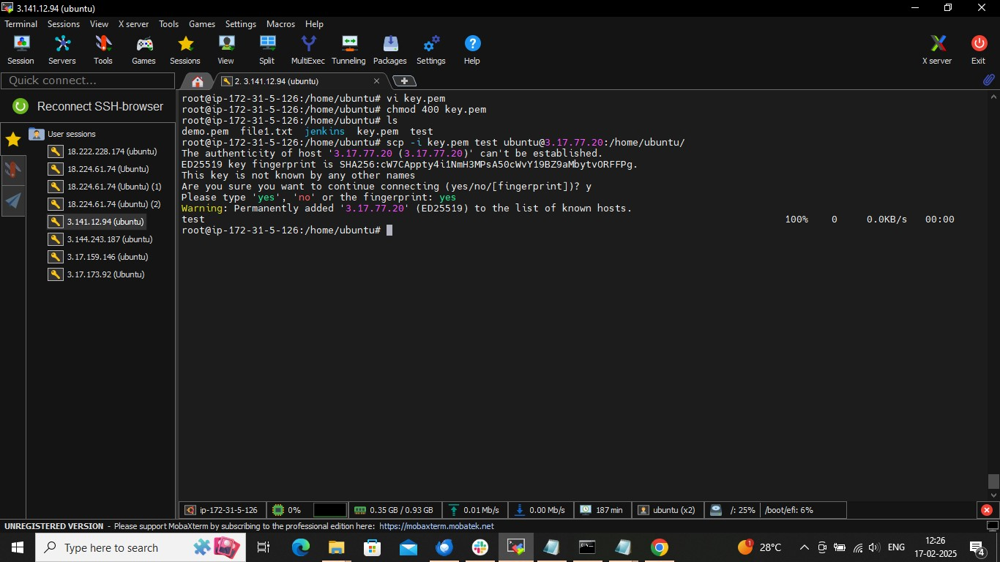 3.141.12.94 (ubuntu)
Terminal Sessions View X server Tools Games Settings Macros Help
Session Servers Tools Games Sessions View Split MultiExec Tunneling Packages Settings Help X server Exit
Quick connect...
2. 3.141.12.94 (ubuntu)
Reconnect SSH-browser
User sessions
18.222.228.174 (ubuntu)
18.224.61.74 (Ubuntu)
18.224.61.74 (Ubuntu) (1)
18.224.61.74 (ubuntu) (2)
3.141.12.94 (ubuntu)
3.144.243.187 (ubuntu)
3.17.159.146 (ubuntu)
3.17.173.92 (Ubuntu)
root@ip-172-31-5-126:/home/ubuntu# vi key.pem
root@ip-172-31-5-126:/home/ubuntu# chmod 400 key.pem
root@ip-172-31-5-126:/home/ubuntu# ls
demo.pem file1.txt jenkins key.pem test
root@ip-172-31-5-126:/home/ubuntu# scp -i key.pem test ubuntu@3.17.77.20:/home/ubuntu/
The authenticity of host '3.17.77.20 (3.17.77.20)' can't be established.
ED25519 key fingerprint is SHA256:cW7CAppty4i1NmH3MPsA50cWvY19BZ9aMbytvORFFPg.
This key is not known by any other names
Are you sure you want to continue connecting (yes/no/[fingerprint])? y
Please type 'yes', 'no' or the fingerprint: yes
Warning: Permanently added '3.17.77.20' (ED25519) to the list of known hosts.
test 100% 0 0.0KB/s 00:00
root@ip-172-31-5-126:/home/ubuntu#
ip-172-31-5-126 0% 0.35 GB / 0.93 GB 0.01 Mb/s 0.00 Mb/s 187 min ubuntu (x2) /: 25% /boot/efi: 6%
UNREGISTERED VERSION - Please support MobaXterm by subscribing to the professional edition here: https://mobaxterm.mobatek.net
Type here to search
1
28°C
ENG
12:26
17-02-2025
4